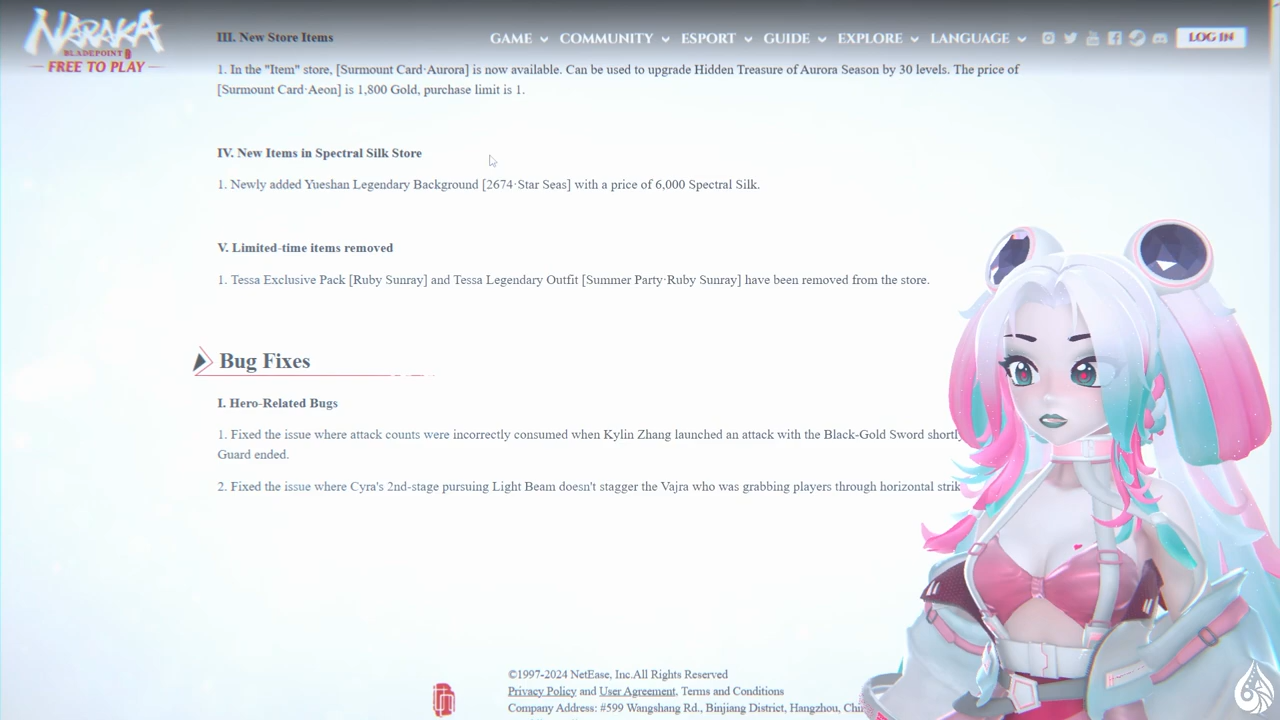 NARAKA
BLADEPOINT
FREE TO PLAY
GAME COMMUNITY ESPORT GUIDE EXPLORE LANGUAGE LOG IN
III. New Store Items
1. In the "Item" store, [Surmount Card·Aurora] is now available. Can be used to upgrade Hidden Treasure of Aurora Season by 30 levels. The price of
[Surmount Card·Aeon] is 1,800 Gold, purchase limit is 1.
IV. New Items in Spectral Silk Store
1. Newly added Yueshan Legendary Background [2674·Star Seas] with a price of 6,000 Spectral Silk.
V. Limited-time items removed
1. Tessa Exclusive Pack [Ruby Sunray] and Tessa Legendary Outfit [Summer Party·Ruby Sunray] have been removed from the store.
Bug Fixes
I. Hero-Related Bugs
1. Fixed the issue where attack counts were incorrectly consumed when Kylin Zhang launched an attack with the Black-Gold Sword shortly
Guard ended.
2. Fixed the issue where Cyra's 2nd-stage pursuing Light Beam doesn't stagger the Vajra who was grabbing players through horizontal strik
©1997-2024 NetEase, Inc.All Rights Reserved
Privacy Policy and User Agreement, Terms and Conditions
Company Address: #599 Wangshang Rd., Binjiang District, Hangzhou, Chi